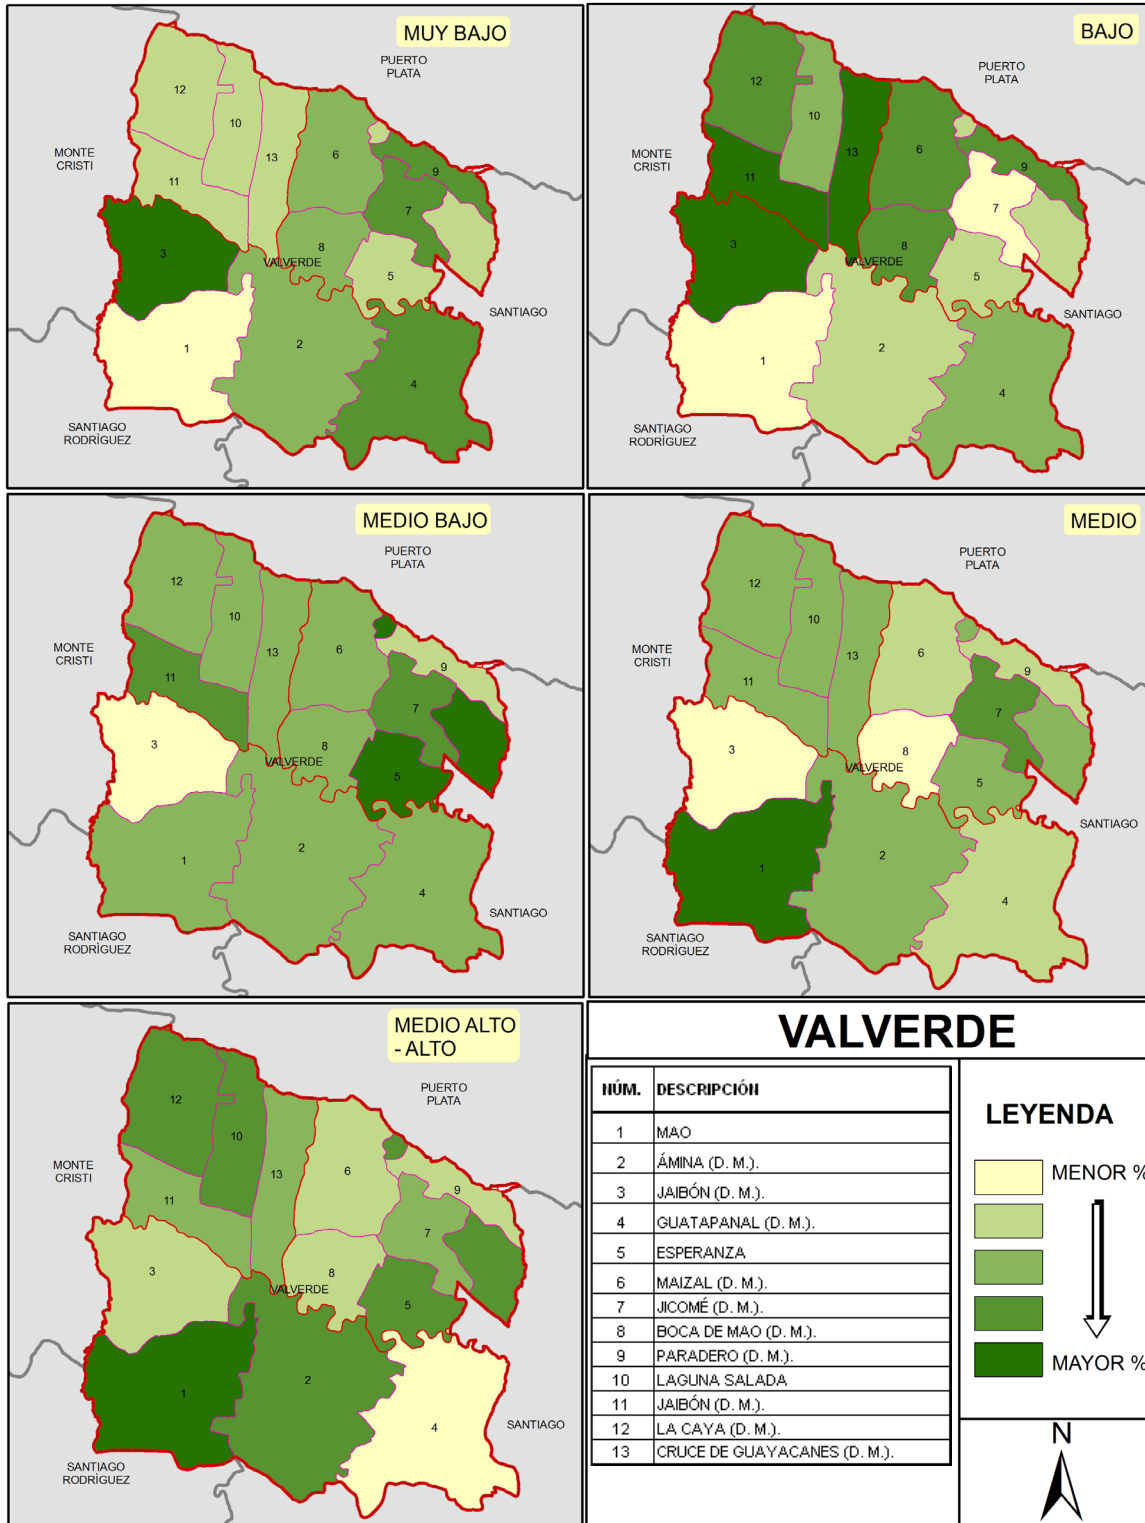 MUY BAJO
PUERTO
PLATA
MONTE
CRISTI
12
10
13
6
9
11
7
3
8
VALVERDE
5
SANTIAGO
1
2
4
SANTIAGO
RODRÍGUEZ
BAJO
PUERTO
PLATA
MONTE
CRISTI
12
10
13
6
9
11
7
3
8
VALVERDE
5
SANTIAGO
1
2
4
SANTIAGO
RODRÍGUEZ
MEDIO BAJO
PUERTO
PLATA
MONTE
CRISTI
12
10
13
6
9
11
7
3
8
VALVERDE
5
1
2
4
SANTIAGO
SANTIAGO
RODRÍGUEZ
MEDIO
PUERTO
PLATA
MONTE
CRISTI
12
10
13
6
9
11
7
3
8
VALVERDE
5
SANTIAGO
1
2
4
SANTIAGO
RODRÍGUEZ
MEDIO ALTO
- ALTO
PUERTO
PLATA
MONTE
CRISTI
12
10
13
6
9
11
7
3
8
VALVERDE
5
1
2
4
SANTIAGO
SANTIAGO
RODRÍGUEZ
VALVERDE
NÚM. DESCRIPCIÓN
1 MAO
2 ÁMINA (D. M.).
3 JAIBÓN (D. M.).
4 GUATAPANAL (D. M.).
5 ESPERANZA
6 MAIZAL (D. M.).
7 JICOMÉ (D. M.).
8 BOCA DE MAO (D. M.).
9 PARADERO (D. M.).
10 LAGUNA SALADA
11 JAIBÓN (D. M.).
12 LA CAYA (D. M.).
13 CRUCE DE GUAYACANES (D. M.).
LEYENDA
MENOR %
MAYOR %
N